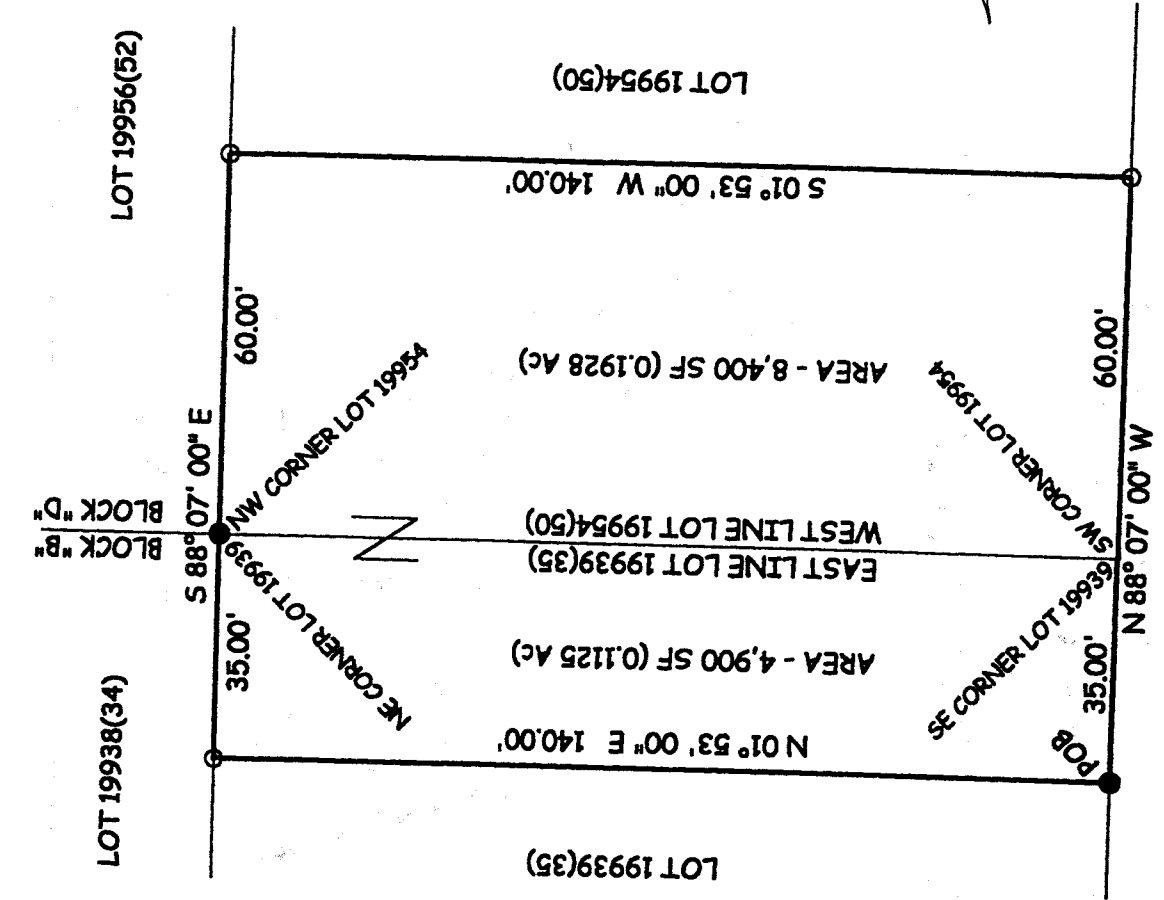 LOT 19956(52)
LOT 19954(50)
S 01° 53' 00" W 140.00'
60.00'
60.00'
AREA - 8,400 SF (0.1928 Ac)
NW CORNER LOT 19954
SW CORNER LOT 19954
S 88° 07' 00" E
N 88° 07' 00" W
BLOCK "D"
BLOCK "B"
WEST LINE LOT 19954(50)
EAST LINE LOT 19939(35)
N
NE CORNER LOT 19939
SE CORNER LOT 19939
35.00'
35.00'
AREA - 4,900 SF (0.1125 Ac)
N 01° 53' 00" E 140.00'
POB
LOT 19938(34)
LOT 19939(35)